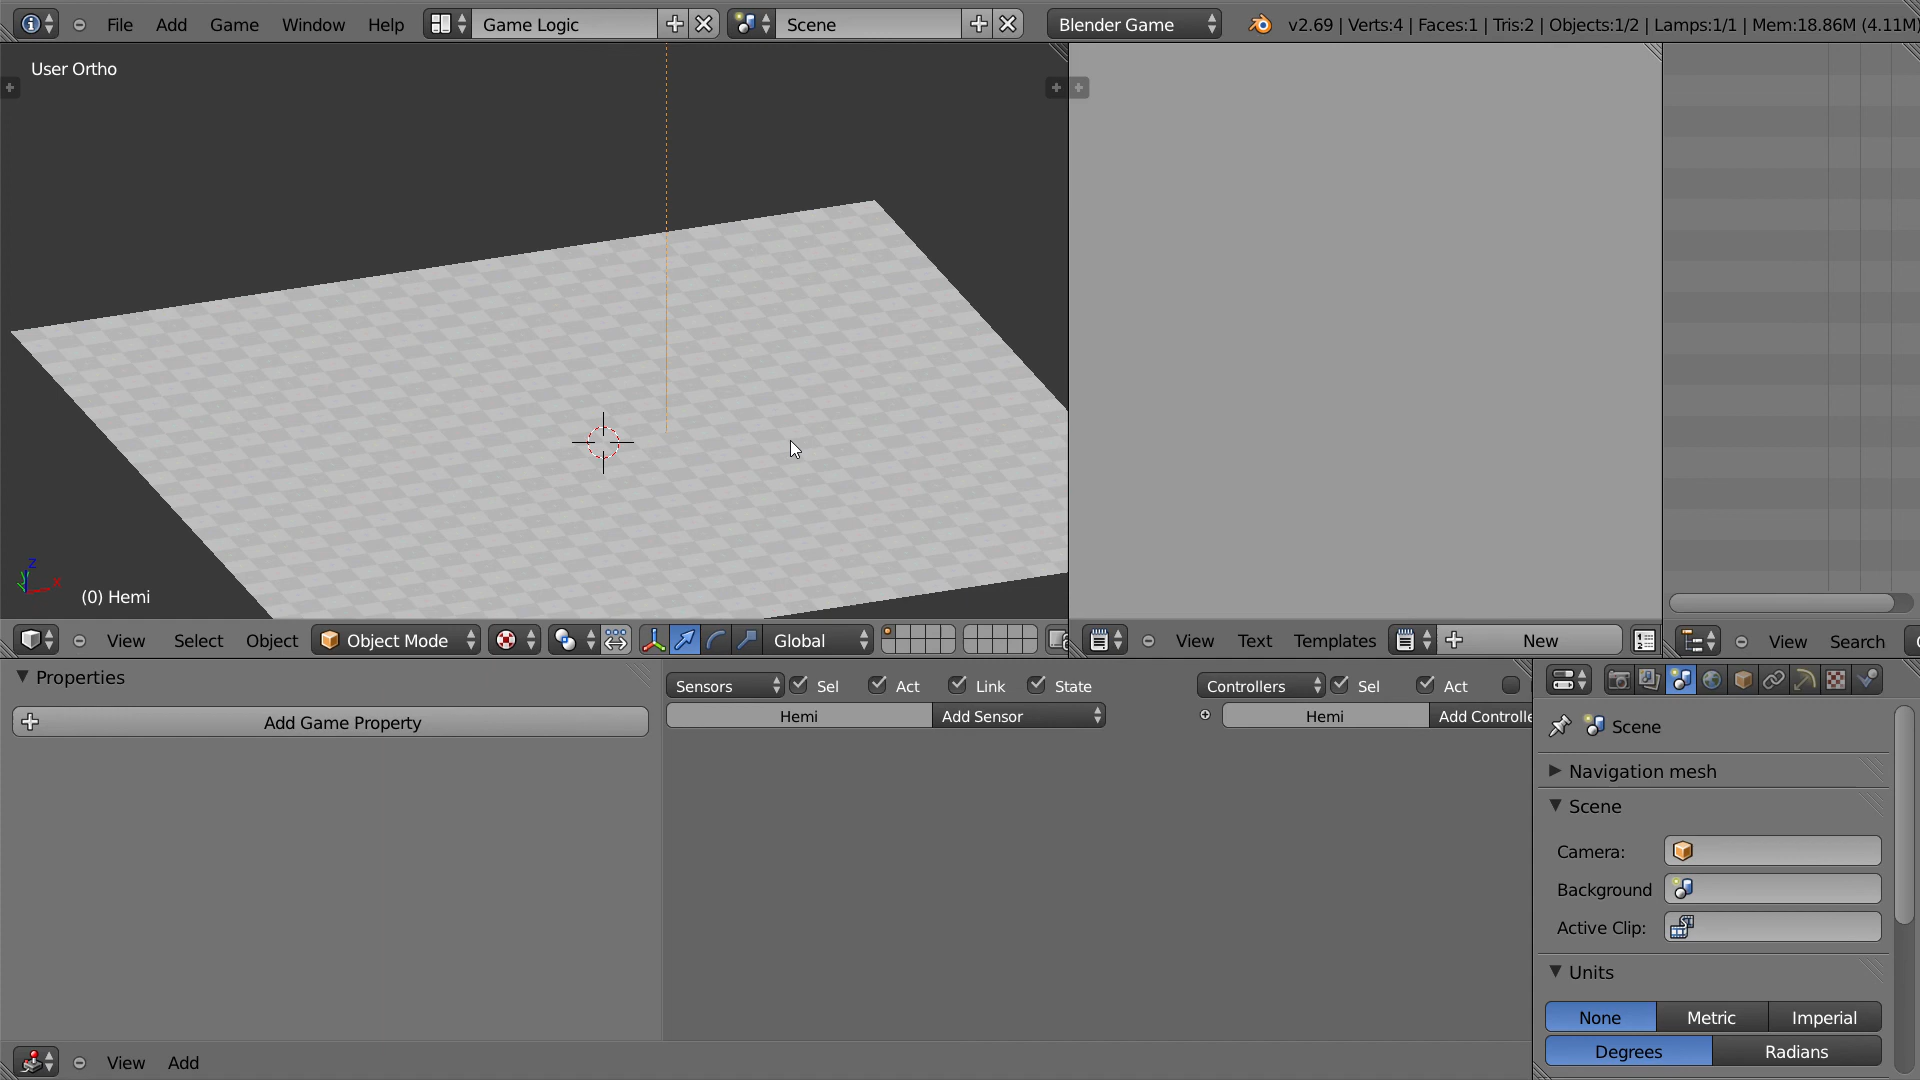 File Add Game Window Help Game Logic Scene Blender Game v2.69 | Verts:4 | Faces:1 | Tris:2 | Objects:1/2 | Lamps:1/1 | Mem:18.86M (4.11M)
User Ortho
Z
X
(0) Hemi
View Select Object Object Mode Global
View Text Templates New
View Search
Properties
Add Game Property
Sensors Sel Act Link State
Hemi Add Sensor
Controllers Sel Act
Hemi Add Controlle
Scene
Navigation mesh
Scene
Camera:
Background
Active Clip:
Units
None Metric Imperial
Degrees Radians
View Add